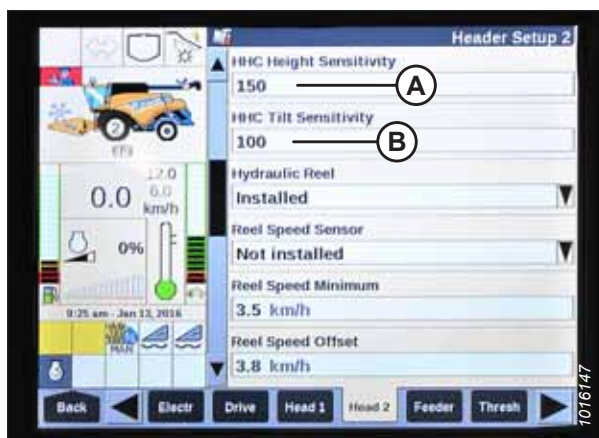 Header Setup 2
HHC Height Sensitivity
150
A
HHC Tilt Sensitivity
100
B
Hydraulic Reel
Installed
Reel Speed Sensor
Not installed
Reel Speed Minimum
3.5 km/h
Reel Speed Offset
3.8 km/h
12.0
0.0
6.0
km/h
0%
9:25 am - Jan 13, 2016
MAN
Back
Electr
Drive
Head 1
Head 2
Feeder
Thresh
1016147